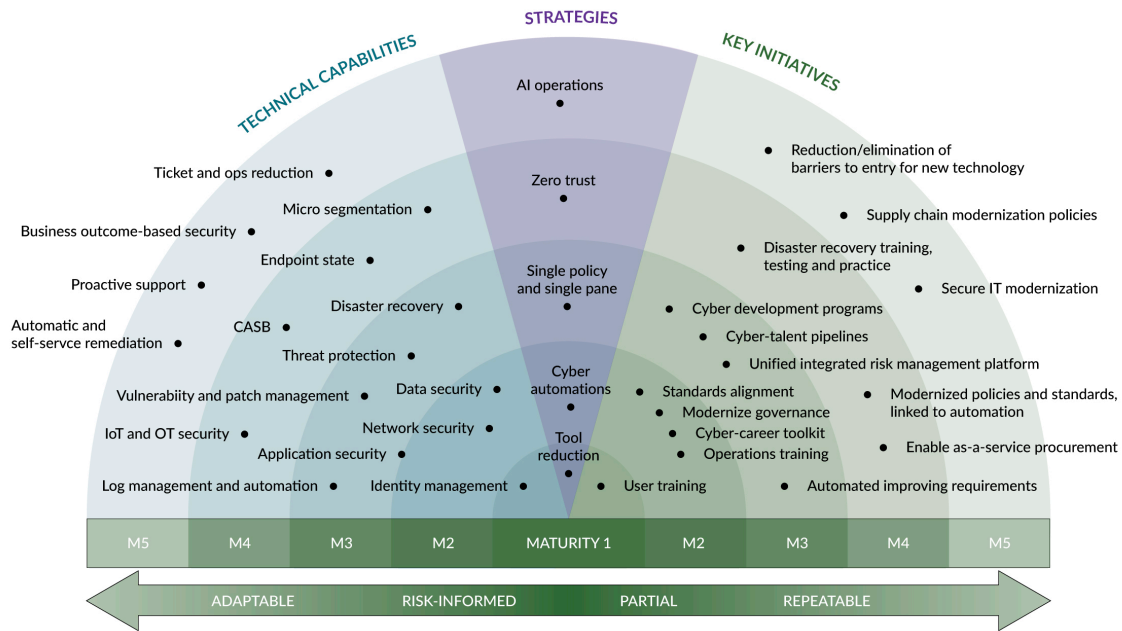 STRATEGIES
TECHNICAL CAPABILITIES
KEY INITIATIVES
AI operations
Zero trust
Single policy
and single pane
Cyber
automations
Tool
reduction
Ticket and ops reduction
Micro segmentation
Business outcome-based security
Endpoint state
Proactive support
Disaster recovery
Automatic and
self-servce remediation
CASB
Threat protection
Data security
Vulnerabiity and patch management
Network security
IoT and OT security
Application security
Log management and automation
Identity management
Reduction/elimination of
barriers to entry for new technology
Supply chain modernization policies
Disaster recovery training,
testing and practice
Secure IT modernization
Cyber development programs
Cyber-talent pipelines
Unified integrated risk management platform
Standards alignment
Modernized policies and standards,
linked to automation
Modernize governance
Cyber-career toolkit
Enable as-a-service procurement
Operations training
User training
Automated improving requirements
M5 M4 M3 M2 MATURITY 1 M2 M3 M4 M5
ADAPTABLE RISK-INFORMED PARTIAL REPEATABLE